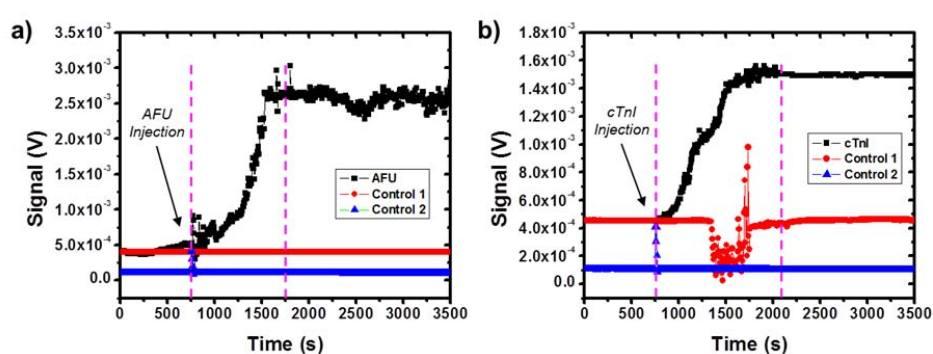 a)
Signal (V)
3.5x10⁻³
3.0x10⁻³
2.5x10⁻³
2.0x10⁻³
1.5x10⁻³
1.0x10⁻³
5.0x10⁻⁴
0.0
AFU
Injection
AFU
Control 1
Control 2
0 500 1000 1500 2000 2500 3000 3500
Time (s)
b)
Signal (V)
1.8x10⁻³
1.6x10⁻³
1.4x10⁻³
1.2x10⁻³
1.0x10⁻³
8.0x10⁻⁴
6.0x10⁻⁴
4.0x10⁻⁴
2.0x10⁻⁴
0.0
cTnI
Injection
cTnI
Control 1
Control 2
0 500 1000 1500 2000 2500 3000 3500
Time (s)